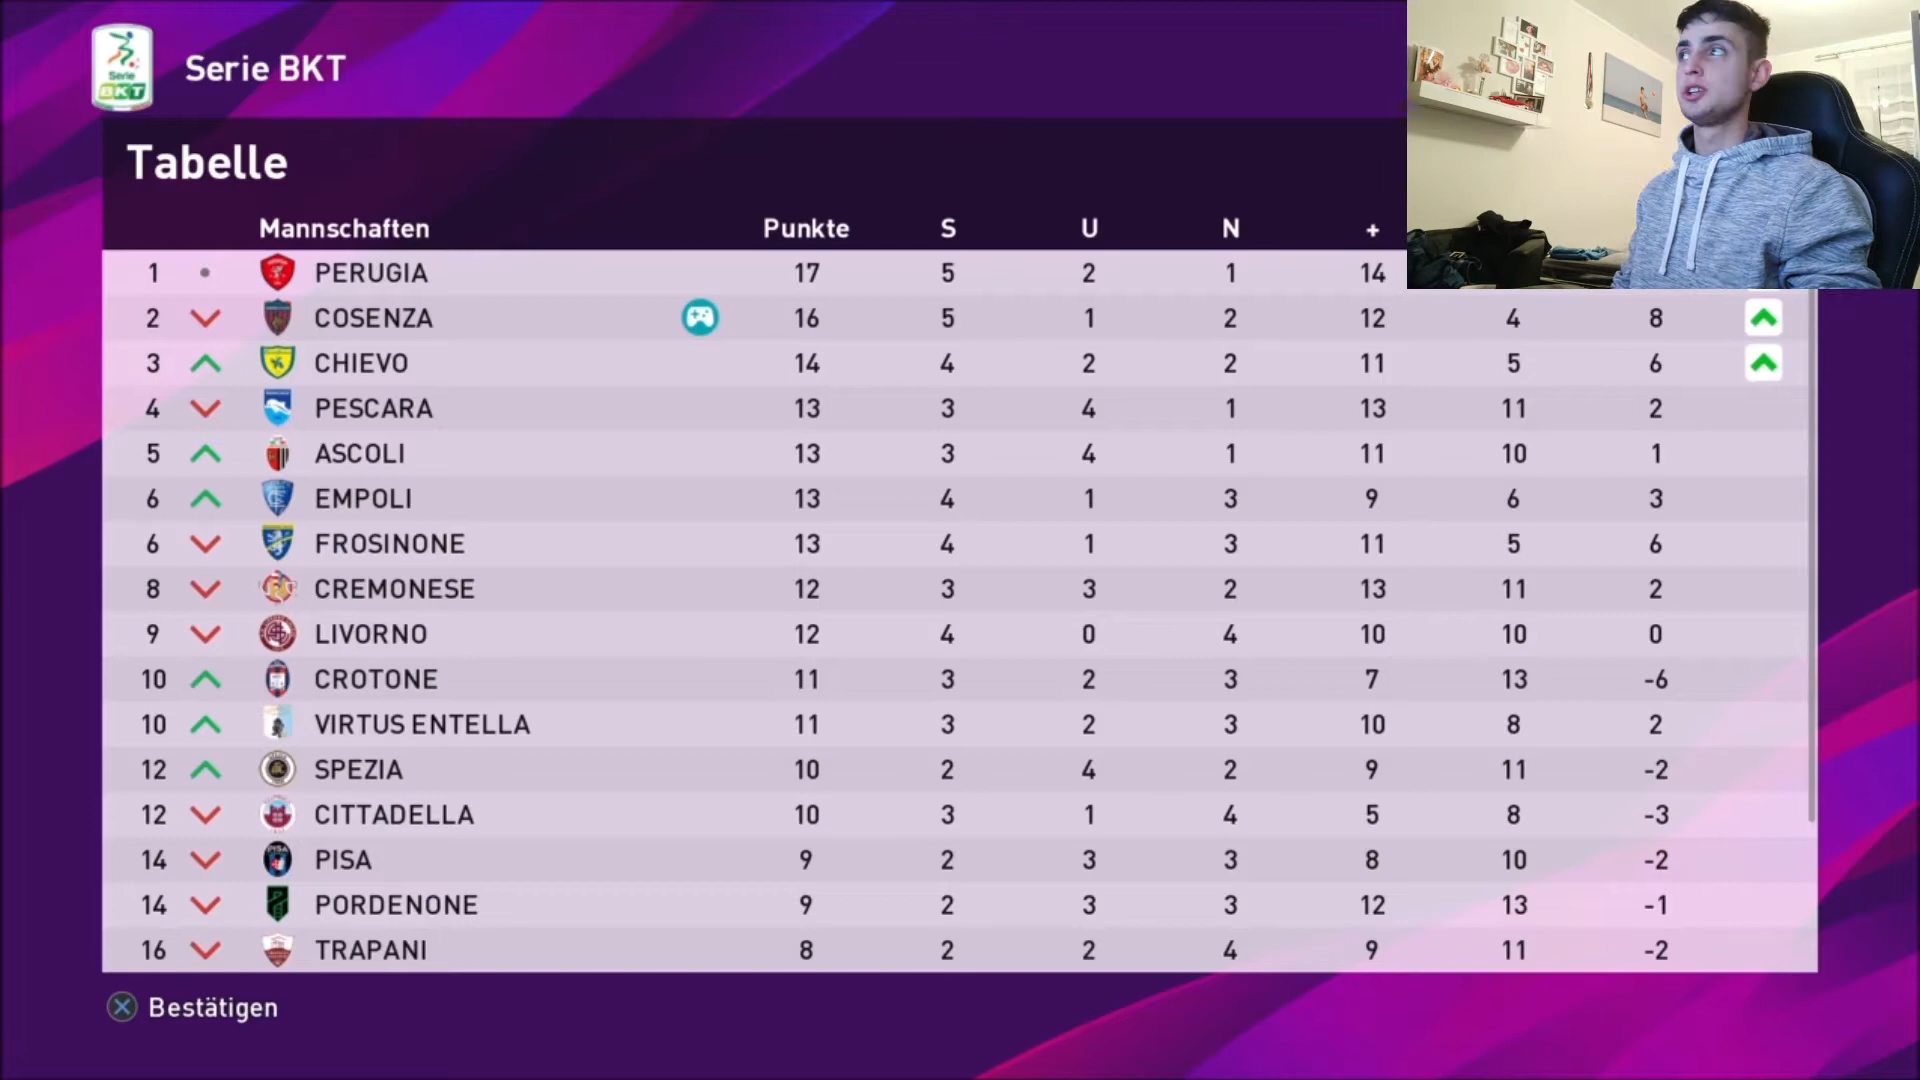 Serie BKT
Serie BKT
Tabelle
Mannschaften Punkte S U N +
1 PERUGIA 17 5 2 1 14
2 COSENZA 16 5 1 2 12 4 8
3 CHIEVO 14 4 2 2 11 5 6
4 PESCARA 13 3 4 1 13 11 2
5 ASCOLI 13 3 4 1 11 10 1
6 EMPOLI 13 4 1 3 9 6 3
6 FROSINONE 13 4 1 3 11 5 6
8 CREMONESE 12 3 3 2 13 11 2
9 LIVORNO 12 4 0 4 10 10 0
10 CROTONE 11 3 2 3 7 13 -6
10 VIRTUS ENTELLA 11 3 2 3 10 8 2
12 SPEZIA 10 2 4 2 9 11 -2
12 CITTADELLA 10 3 1 4 5 8 -3
14 PISA 9 2 3 3 8 10 -2
14 PORDENONE 9 2 3 3 12 13 -1
16 TRAPANI 8 2 2 4 9 11 -2
Bestätigen